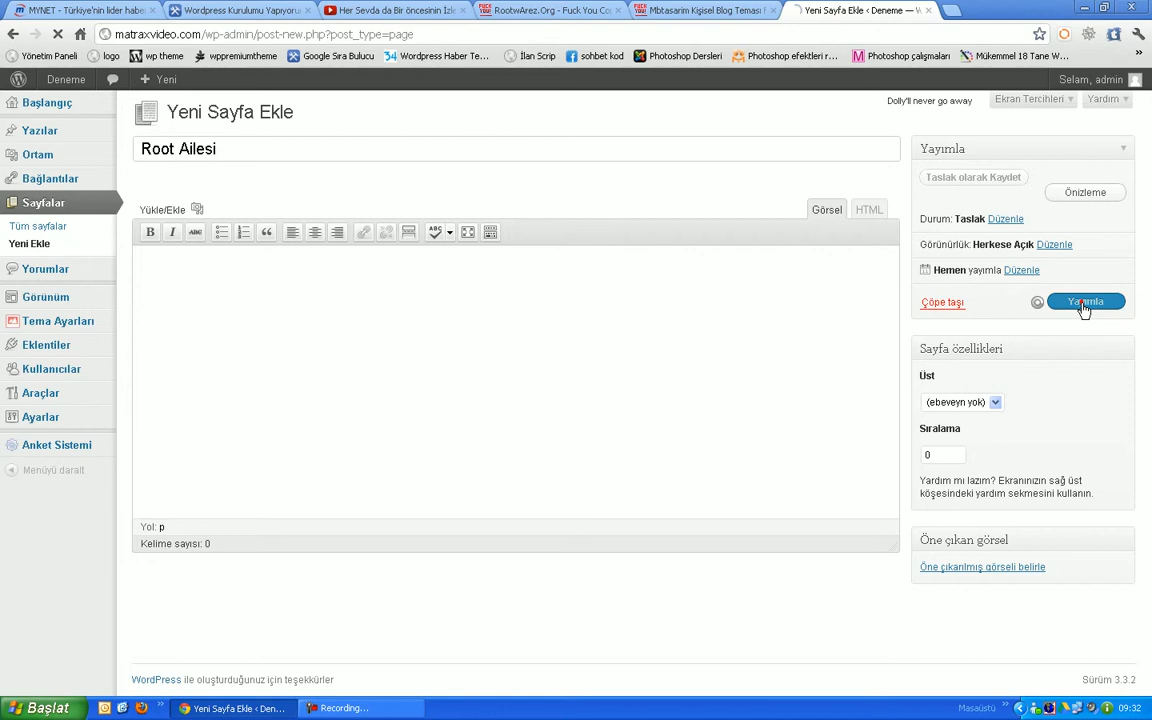 MYNET - Türkiye'nin lider habe
Wordpress Kurulumu Yapıyoru
Her Sevda da Bir öncesinin İzle
RootwArez.Org - Fuck You Co
Mbtasarim Kişisel Blog Teması F
Yeni Sayfa Ekle ‹ Deneme — W
matraxvideo.com/wp-admin/post-new.php?post_type=page
Yönetim Paneli
logo
wp theme
wppremiumtheme
Google Sıra Bulucu
Wordpress Haber Te...
İlan Scrip
sohbet kod
Photoshop Dersleri
Photoshop efektleri r...
Photoshop çalışmaları
Mükemmel 18 Tane W...
Deneme
Yeni
Selam, admin
Başlangıç
Yazılar
Ortam
Bağlantılar
Sayfalar
Tüm sayfalar
Yeni Ekle
Yorumlar
Görünüm
Tema Ayarları
Eklentiler
Kullanıcılar
Araçlar
Ayarlar
Anket Sistemi
Menüyü daralt
Dolly'll never go away
Ekran Tercihleri
Yardım
Yeni Sayfa Ekle
Root Ailesi
Yükle/Ekle
Görsel
HTML
B I ABC
ABC
Yol: p
Kelime sayısı: 0
Yayımla
Taslak olarak Kaydet
Önizleme
Durum: Taslak Düzenle
Görünürlük: Herkese Açık Düzenle
Hemen yayımla Düzenle
Çöpe taşı
Yayımla
Sayfa özellikleri
Üst
(ebeveyn yok)
Sıralama
0
Yardım mı lazım? Ekranınızın sağ üst
köşesindeki yardım sekmesini kullanın.
Öne çıkan görsel
Öne çıkarılmış görseli belirle
WordPress ile oluşturduğunuz için teşekkürler
Sürüm 3.3.2
Başlat
Yeni Sayfa Ekle ‹ Den...
Recording...
Masaüstü
09:32